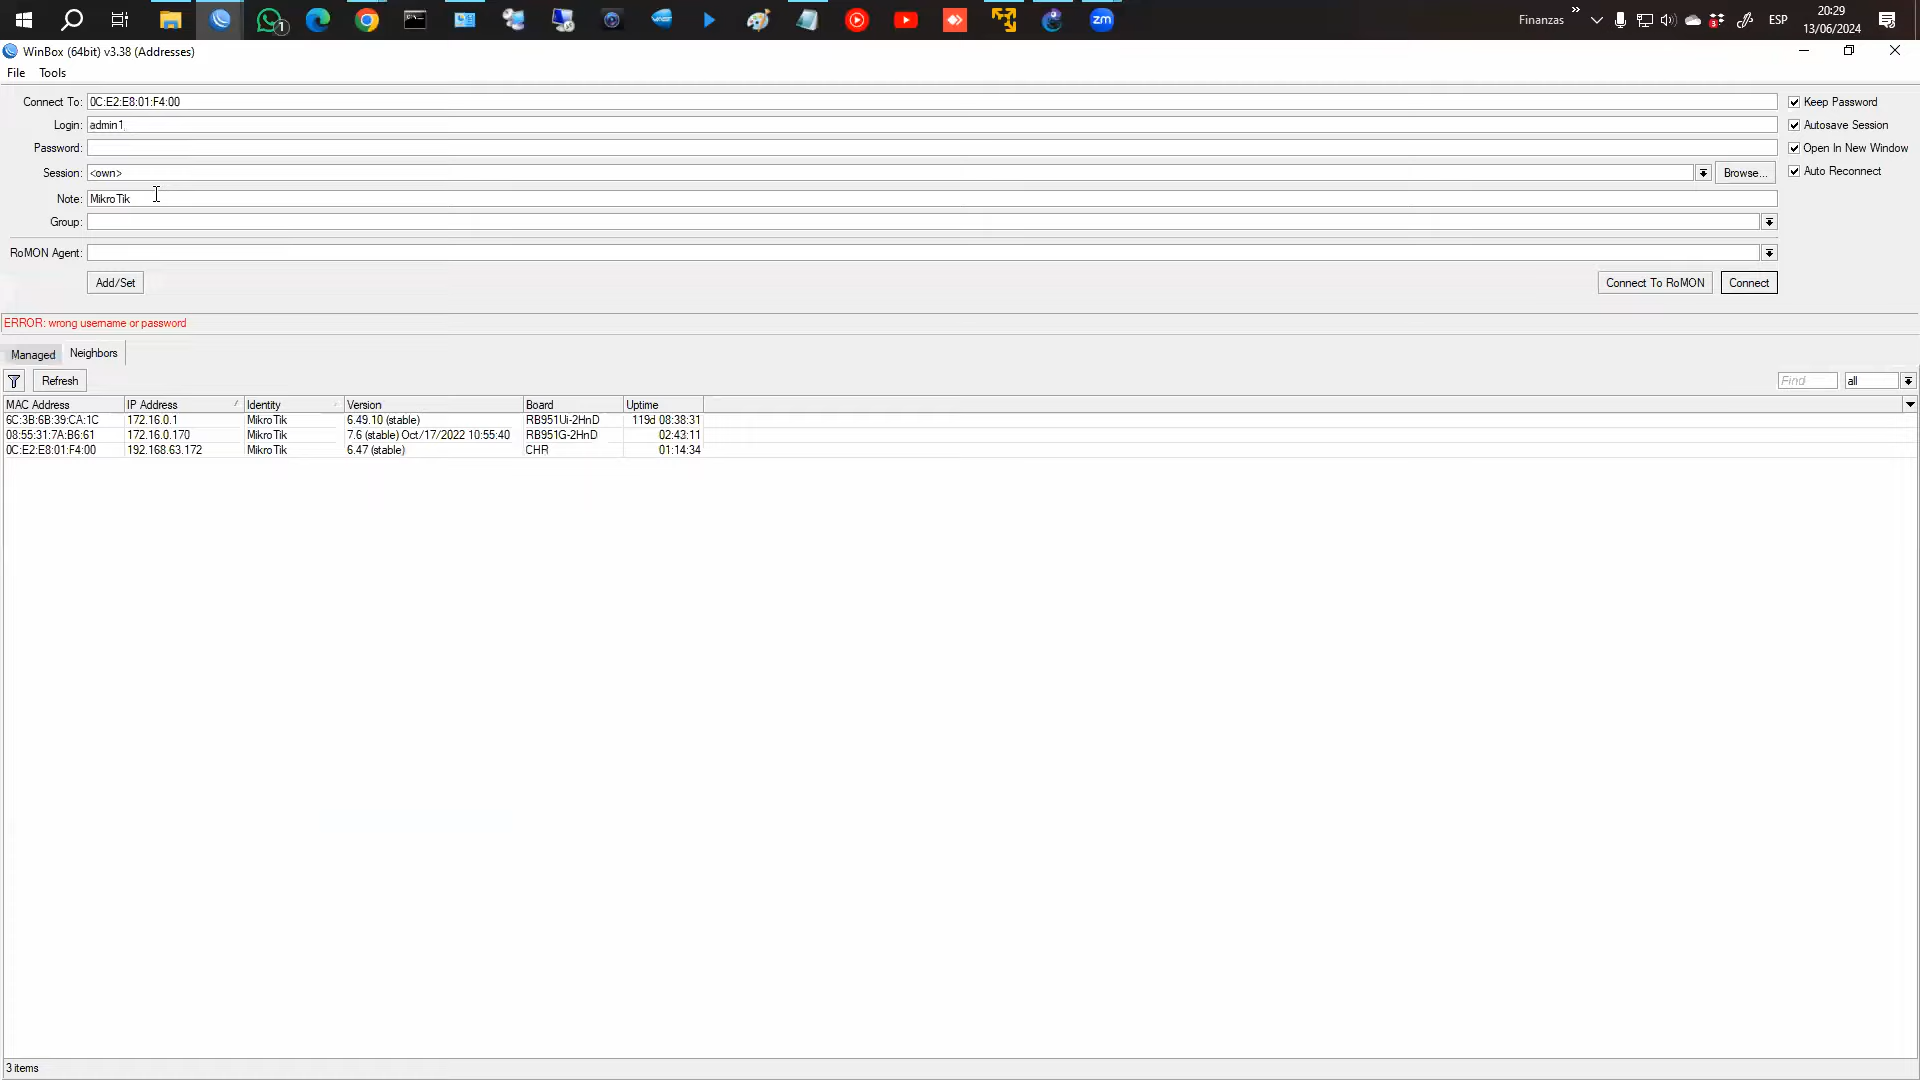 Finanzas » ESP 20:29
13/06/2024
WinBox (64bit) v3.38 (Addresses)
File Tools
Connect To: 0C:E2:E8:01:F4:00 Keep Password
Login: admin1 Autosave Session
Password: Open In New Window
Session: <own> Browse... Auto Reconnect
Note: MikroTik
Group:
RoMON Agent:
Add/Set Connect To RoMON Connect
ERROR: wrong username or password
Managed Neighbors
Refresh Find all
MAC Address IP Address Identity Version Board Uptime
6C:3B:6B:39:CA:1C 172.16.0.1 MikroTik 6.49.10 (stable) RB951Ui-2HnD 119d 08:38:31
08:55:31:7A:B6:61 172.16.0.170 MikroTik 7.6 (stable) Oct/17/2022 10:55:40 RB951G-2HnD 02:43:11
0C:E2:E8:01:F4:00 192.168.63.172 MikroTik 6.47 (stable) CHR 01:14:34
3 items